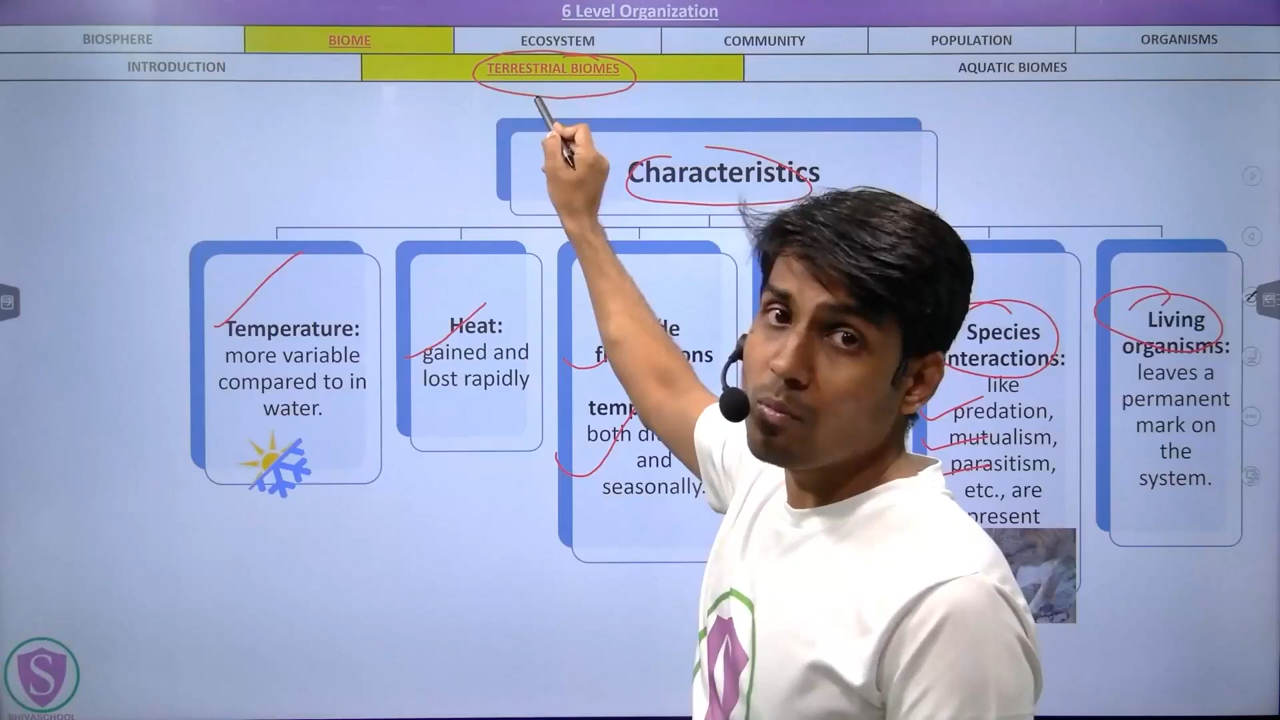 6 Level Organization
BIOSPHERE
BIOME
ECOSYSTEM
COMMUNITY
POPULATION
ORGANISMS
INTRODUCTION
TERRESTRIAL BIOMES
AQUATIC BIOMES
Characteristics
Temperature:
more variable
compared to in
water.
Heat:
gained and
lost rapidly
both
and
seasonally.
Species
interactions:
like
predation,
mutualism,
parasitism,
etc., are
present
Living
organisms:
leaves a
permanent
mark on
the
system.
S
SHIVASCHOOL